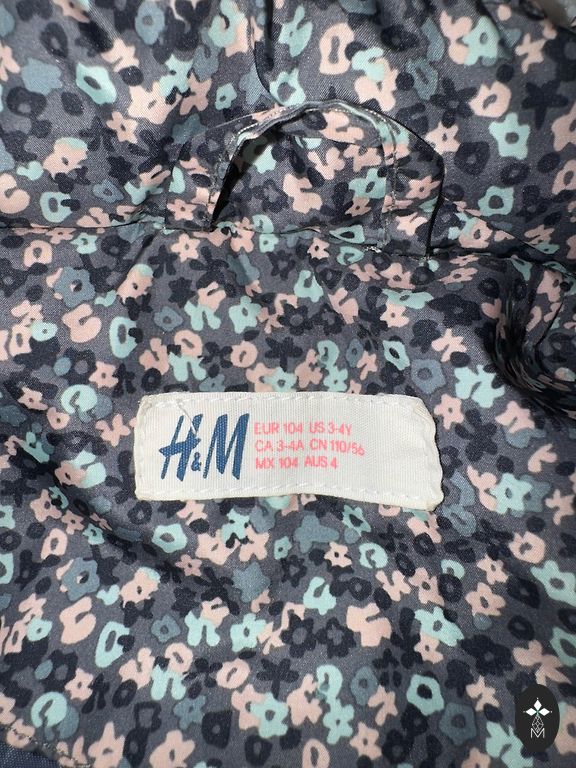 H&M
EUR 104 US 3-4Y
CA 3-4A CN 110/56
MX 104 AUS 4